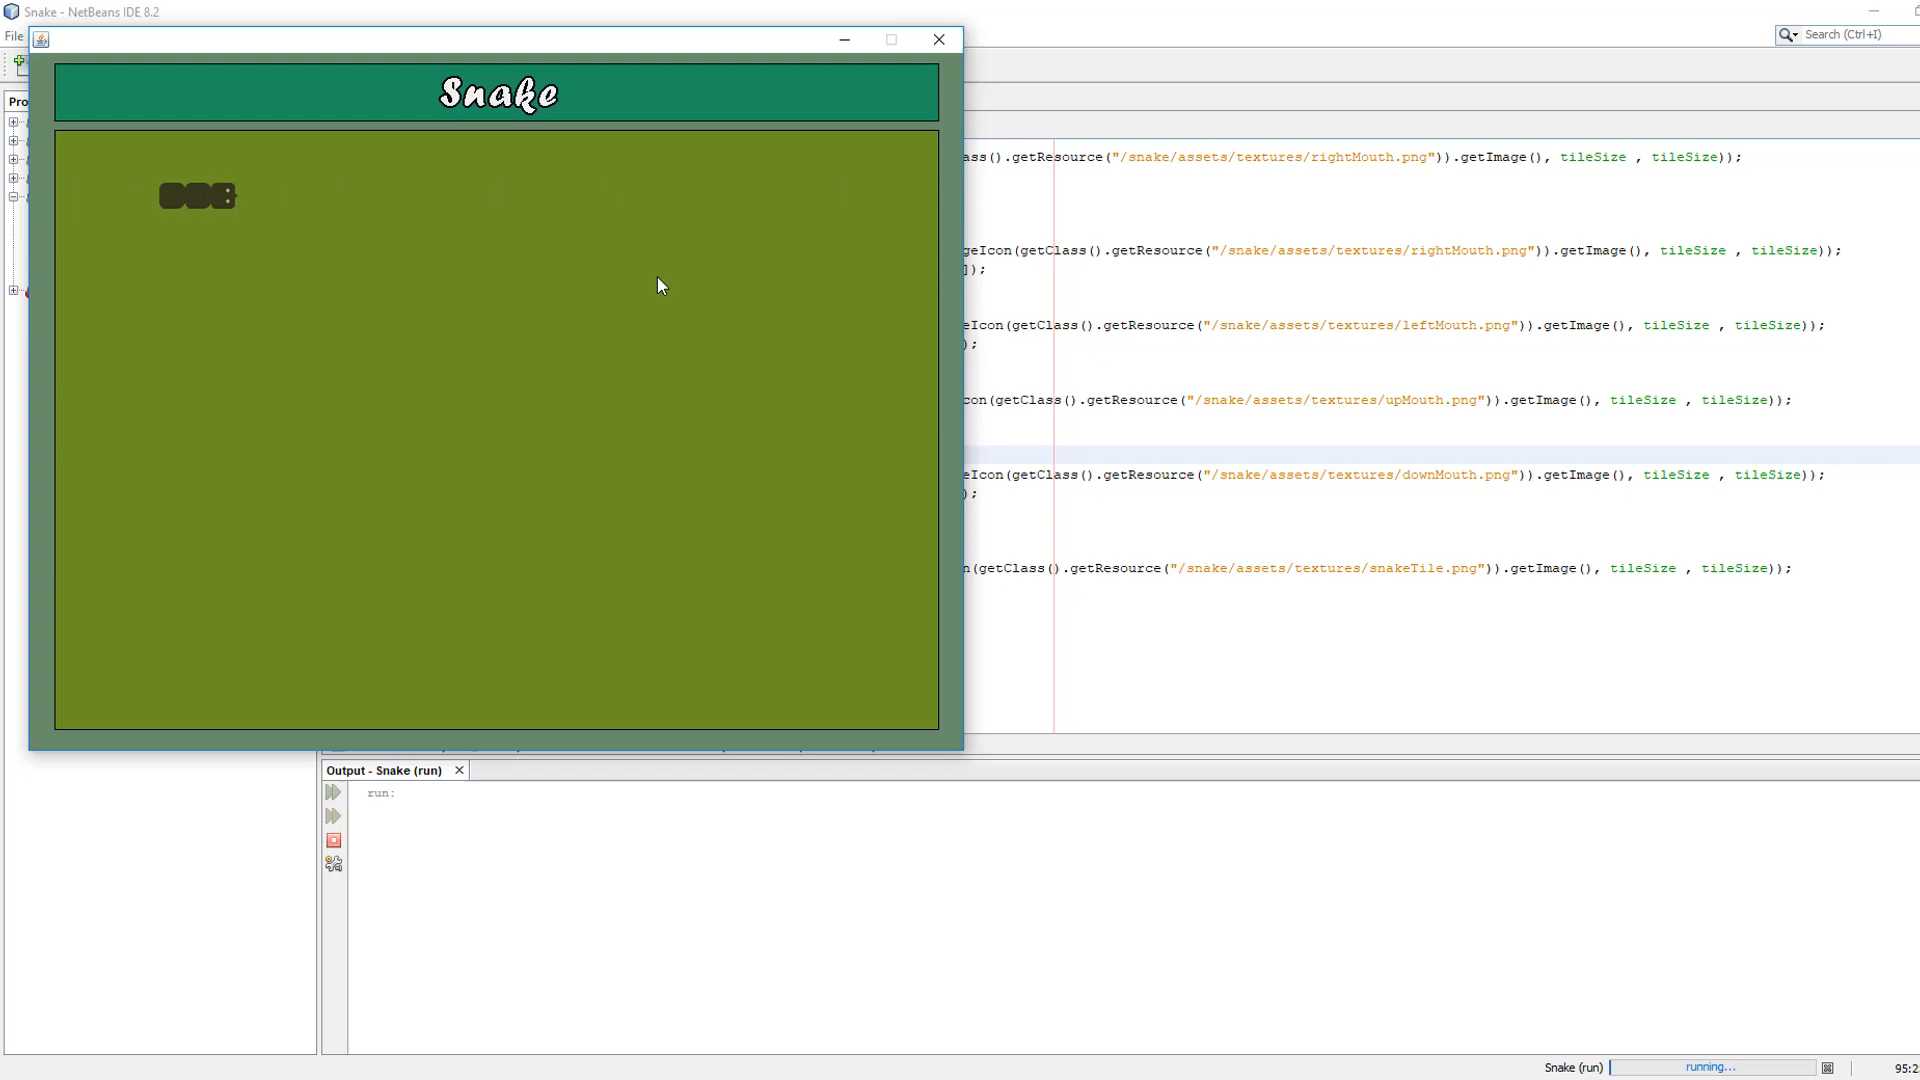 Snake - NetBeans IDE 8.2
File
Search (Ctrl+I)
Snake
Pro
ass().getResource("/snake/assets/textures/rightMouth.png")).getImage(), tileSize , tileSize));
geIcon(getClass().getResource("/snake/assets/textures/rightMouth.png")).getImage(), tileSize , tileSize));
]);
eIcon(getClass().getResource("/snake/assets/textures/leftMouth.png")).getImage(), tileSize , tileSize));
);
con(getClass().getResource("/snake/assets/textures/upMouth.png")).getImage(), tileSize , tileSize));
eIcon(getClass().getResource("/snake/assets/textures/downMouth.png")).getImage(), tileSize , tileSize));
);
n(getClass().getResource("/snake/assets/textures/snakeTile.png")).getImage(), tileSize , tileSize));
Output - Snake (run)
run:
Snake (run)
running...
95:2